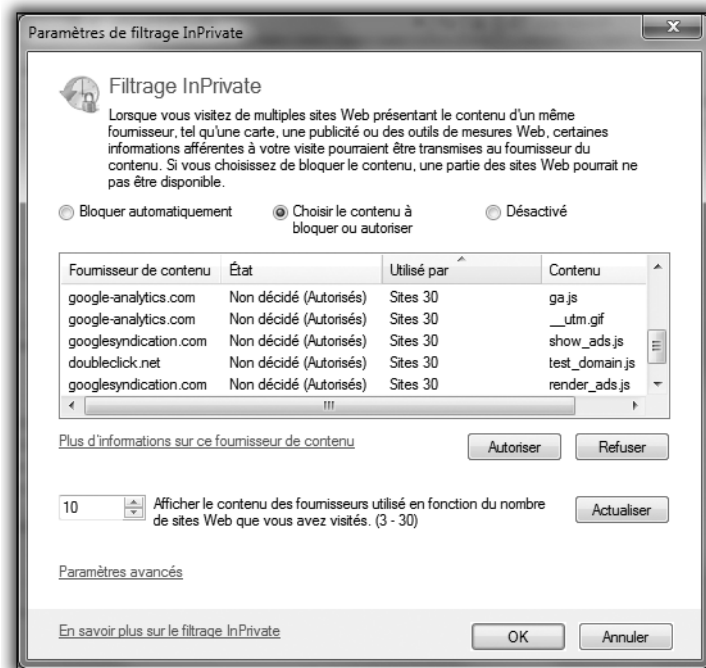 Paramètres de filtrage InPrivate
Filtrage InPrivate
Lorsque vous visitez de multiples sites Web présentant le contenu d'un même
fournisseur, tel qu'une carte, une publicité ou des outils de mesures Web, certaines
informations afférentes à votre visite pourraient être transmises au fournisseur du
contenu. Si vous choisissez de bloquer le contenu, une partie des sites Web pourrait ne
pas être disponible.
Bloquer automatiquement
Choisir le contenu à
bloquer ou autoriser
Désactivé
Fournisseur de contenu État Utilisé par Contenu
google-analytics.com Non décidé (Autorisés) Sites 30 ga.js
google-analytics.com Non décidé (Autorisés) Sites 30 __utm.gif
googlesyndication.com Non décidé (Autorisés) Sites 30 show_ads.js
doubleclick.net Non décidé (Autorisés) Sites 30 test_domain.js
googlesyndication.com Non décidé (Autorisés) Sites 30 render_ads.js
Plus d'informations sur ce fournisseur de contenu
Autoriser
Refuser
10
Afficher le contenu des fournisseurs utilisé en fonction du nombre
de sites Web que vous avez visités. (3 - 30)
Actualiser
Paramètres avancés
En savoir plus sur le filtrage InPrivate
OK
Annuler